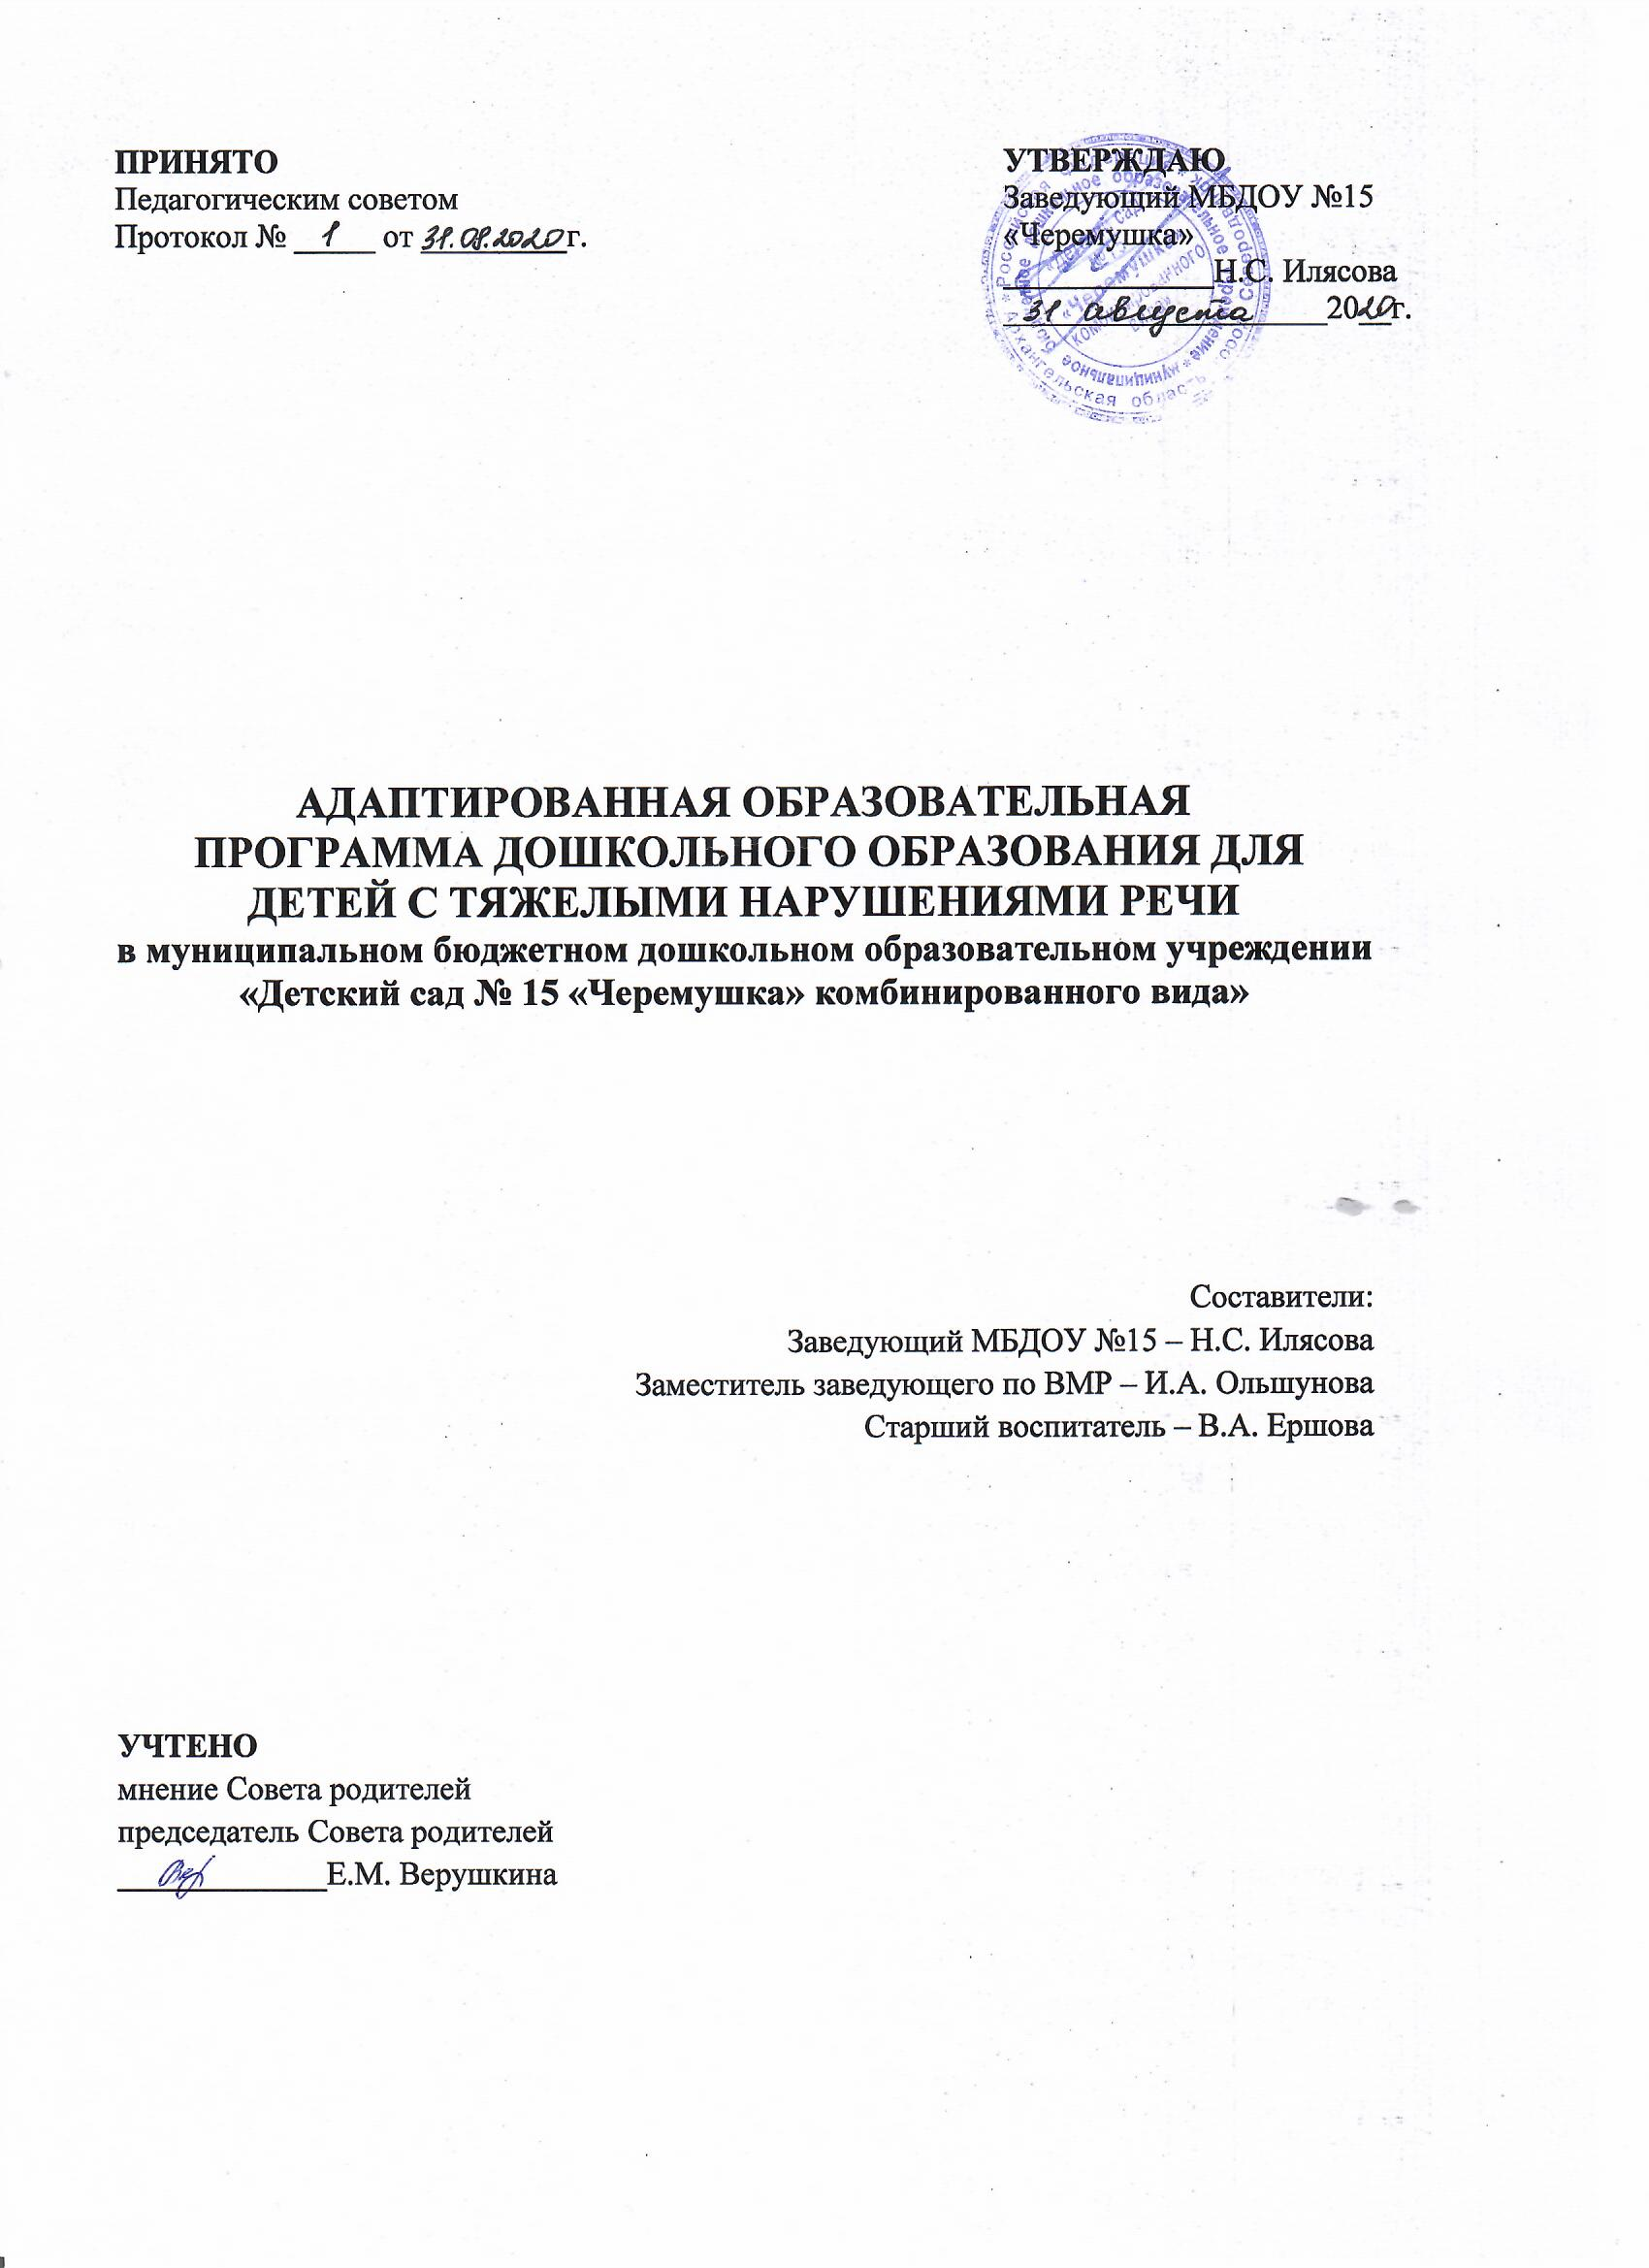 ПРИНЯТО
Педагогическим советом
Протокол № 1 от 31.08.2020г.
УТВЕРЖДАЮ
Заведующий МБДОУ №15
«Черемушка»
Н.С. Илясова
31 августа 2020г.
АДАПТИРОВАННАЯ ОБРАЗОВАТЕЛЬНАЯ
ПРОГРАММА ДОШКОЛЬНОГО ОБРАЗОВАНИЯ ДЛЯ
ДЕТЕЙ С ТЯЖЕЛЫМИ НАРУШЕНИЯМИ РЕЧИ
в муниципальном бюджетном дошкольном образовательном учреждении
«Детский сад № 15 «Черемушка» комбинированного вида»
Составители:
Заведующий МБДОУ №15 – Н.С. Илясова
Заместитель заведующего по ВМР – И.А. Ольшунова
Старший воспитатель – В.А. Ершова
УЧТЕНО
мнение Совета родителей
председатель Совета родителей
Е.М. Верушкина